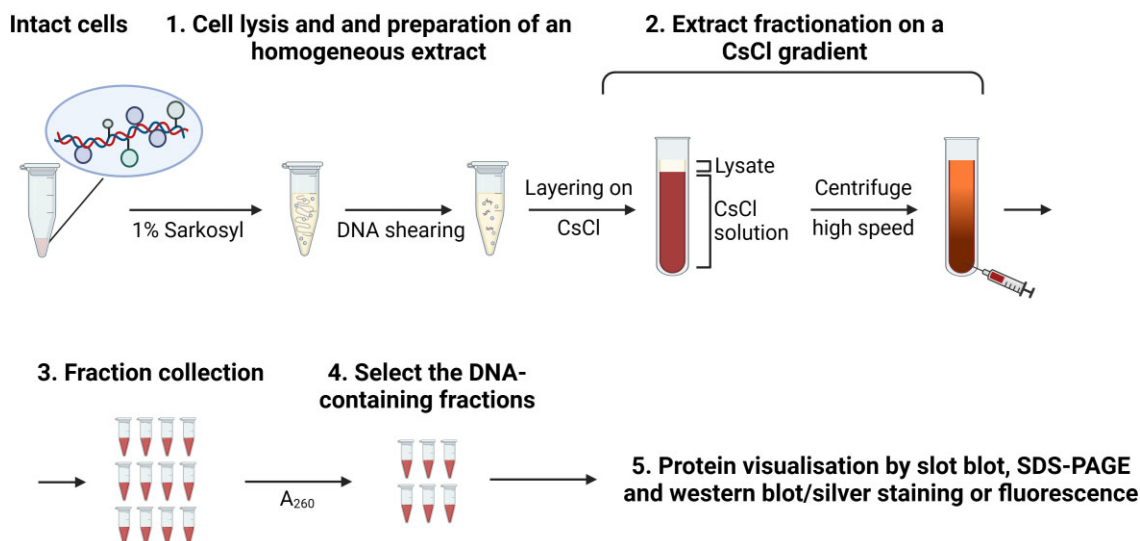 Intact cells
1. Cell lysis and and preparation of an
homogeneous extract
2. Extract fractionation on a
CsCl gradient
1% Sarkosyl
DNA shearing
Layering on
CsCl
Lysate
CsCl
solution
Centrifuge
high speed
3. Fraction collection
4. Select the DNA-
containing fractions
A₂₆₀
5. Protein visualisation by slot blot, SDS-PAGE
and western blot/silver staining or fluorescence